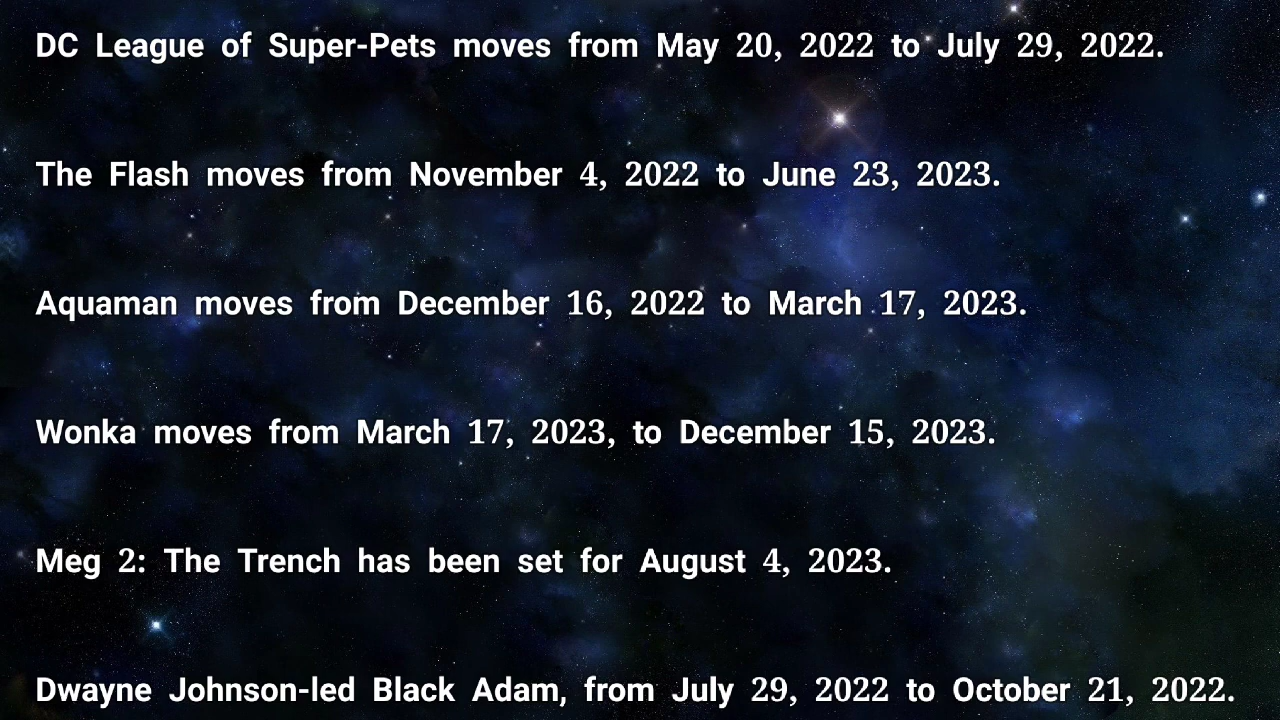 DC League of Super-Pets moves from May 20, 2022 to July 29, 2022.
The Flash moves from November 4, 2022 to June 23, 2023.
Aquaman moves from December 16, 2022 to March 17, 2023.
Wonka moves from March 17, 2023, to December 15, 2023.
Meg 2: The Trench has been set for August 4, 2023.
Dwayne Johnson-led Black Adam, from July 29, 2022 to October 21, 2022.